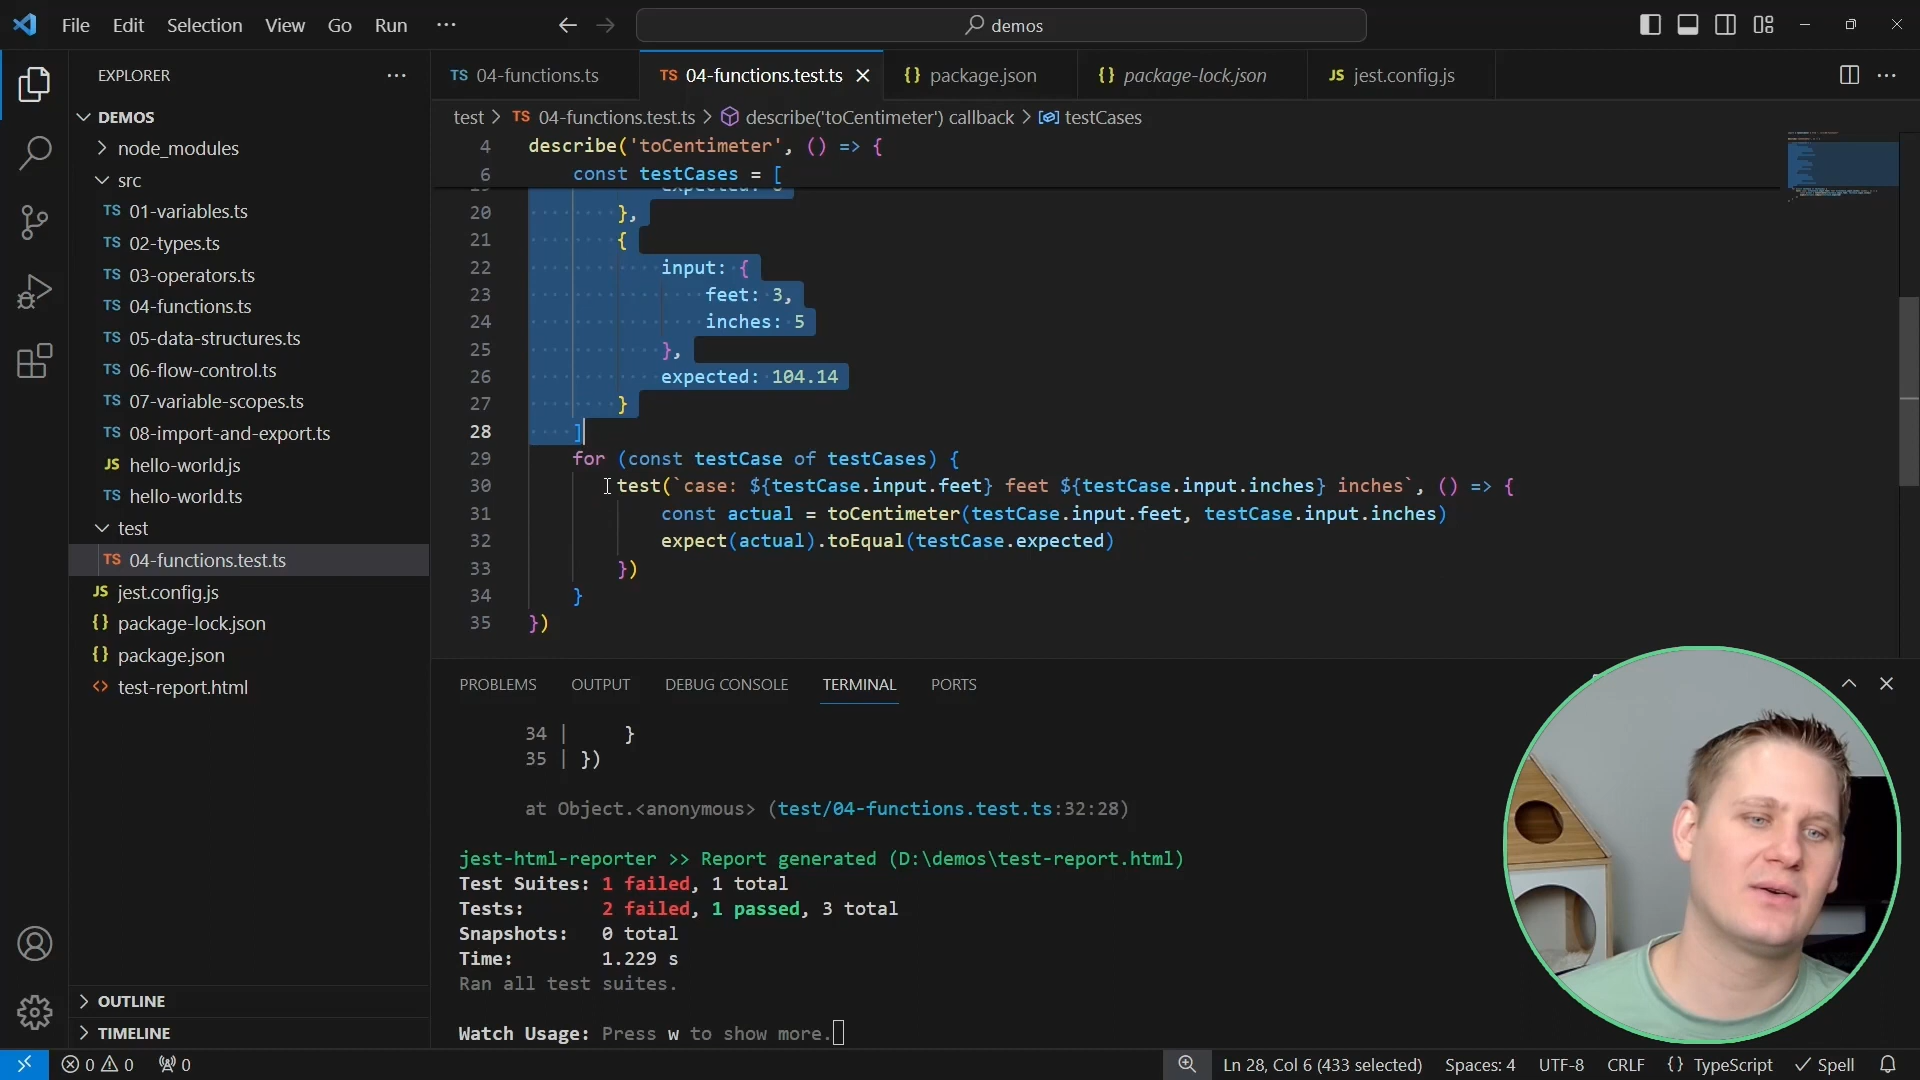 File Edit Selection View Go Run ···
demos
EXPLORER ···
DEMOS
node_modules
src
TS 01-variables.ts
TS 02-types.ts
TS 03-operators.ts
TS 04-functions.ts
TS 05-data-structures.ts
TS 06-flow-control.ts
TS 07-variable-scopes.ts
TS 08-import-and-export.ts
JS hello-world.js
TS hello-world.ts
test
TS 04-functions.test.ts
JS jest.config.js
{} package-lock.json
{} package.json
<> test-report.html
OUTLINE
TIMELINE
TS 04-functions.ts TS 04-functions.test.ts {} package.json {} package-lock.json JS jest.config.js
test > TS 04-functions.test.ts > describe('toCentimeter') callback > testCases
4 describe('toCentimeter', () => {
6 const testCases = [
20 },
21 {
22 input: {
23 feet: 3,
24 inches: 5
25 },
26 expected: 104.14
27 }
28 ]
29 for (const testCase of testCases) {
30 test(`case: ${testCase.input.feet} feet ${testCase.input.inches} inches`, () => {
31 const actual = toCentimeter(testCase.input.feet, testCase.input.inches)
32 expect(actual).toEqual(testCase.expected)
33 })
34 }
35 })
PROBLEMS OUTPUT DEBUG CONSOLE TERMINAL PORTS
34 | }
35 | })
at Object.<anonymous> (test/04-functions.test.ts:32:28)
jest-html-reporter >> Report generated (D:\demos\test-report.html)
Test Suites: 1 failed, 1 total
Tests: 2 failed, 1 passed, 3 total
Snapshots: 0 total
Time: 1.229 s
Ran all test suites.
Watch Usage: Press w to show more.
0 0 0 Ln 28, Col 6 (433 selected) Spaces: 4 UTF-8 CRLF {} TypeScript Spell